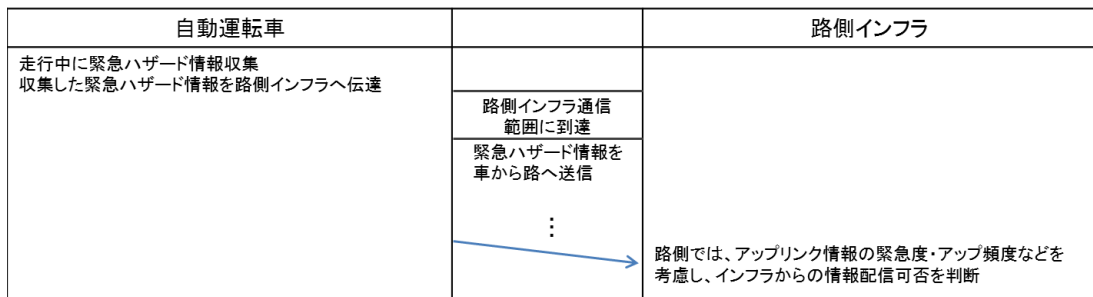 自動運転車
路側インフラ
走行中に緊急ハザード情報収集
収集した緊急ハザード情報を路側インフラへ伝達
路側インフラ通信
範囲に到達
緊急ハザード情報を
車から路へ送信
⋮
路側では、アップリンク情報の緊急度・アップ頻度などを
考慮し、インフラからの情報配信可否を判断